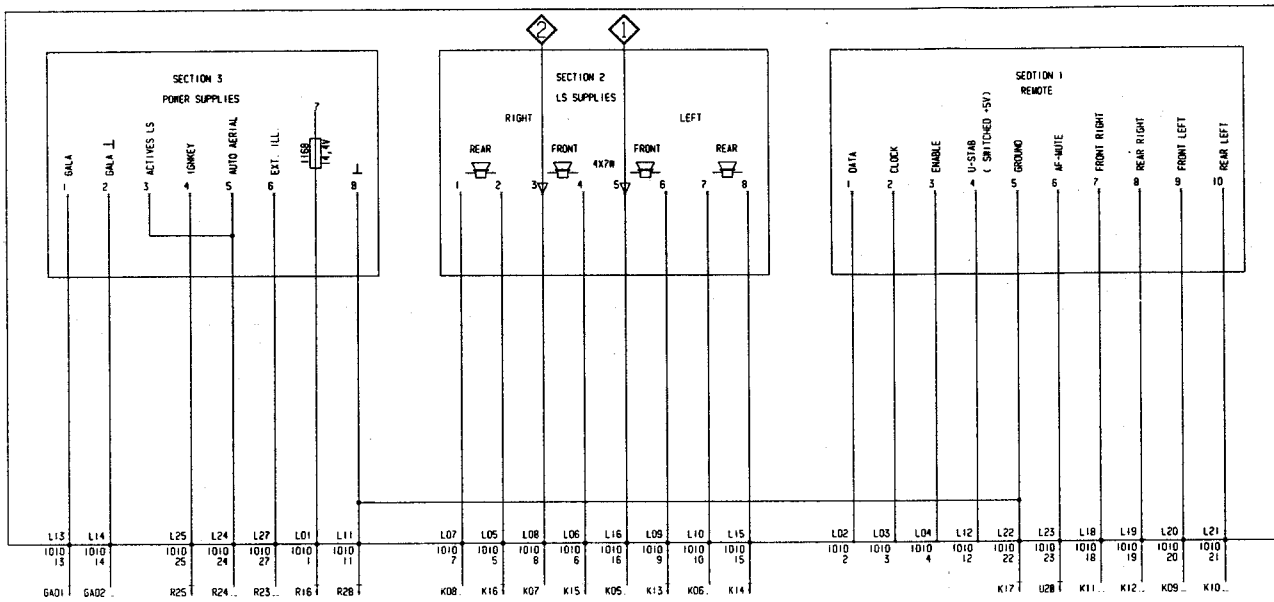 2 1
SECTION 3
POWER SUPPLIES
GALA
GALA ⊥
ACTIVES LS
IGNKEY
AUTO AERIAL
EXT. ILL.
1168
14,4V
⊥
1 2 3 4 5 6 7 8
SECTION 2
LS SUPPLIES
RIGHT LEFT
REAR FRONT 4X7W FRONT REAR
1 2 3 4 5 6 7 8
SEDTION 1
REMOTE
DATA
CLOCK
ENABLE
U-STAB
( SWITCHED +5V)
GROUND
AF-MUTE
FRONT RIGHT
REAR RIGHT
FRONT LEFT
REAR LEFT
1 2 3 4 5 6 7 8 9 10
L13 L14 L25 L24 L27 L01 L11 L07 L05 L08 L06 L16 L09 L10 L15 L02 L03 L04 L12 L22 L23 L18 L19 L20 L21
1010 1010 1010 1010 1010 1010 1010 1010 1010 1010 1010 1010 1010 1010 1010 1010 1010 1010 1010 1010 1010 1010 1010 1010 1010
13 14 25 24 27 1 11 7 5 8 6 16 9 10 15 2 3 4 12 22 23 18 19 20 21
GA01 GA02.. R25 R24.. R23.. R16 R28 K08.. K16 K07 K15 K05.. K13 K06.. K14 K17 U28 K11.. K12.. K09.. K10..